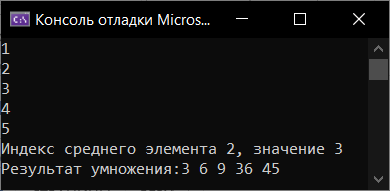 Консоль отладки Micros...
1
2
3
4
5
Индекс среднего элемента 2, значение 3
Результат умножения:3 6 9 36 45